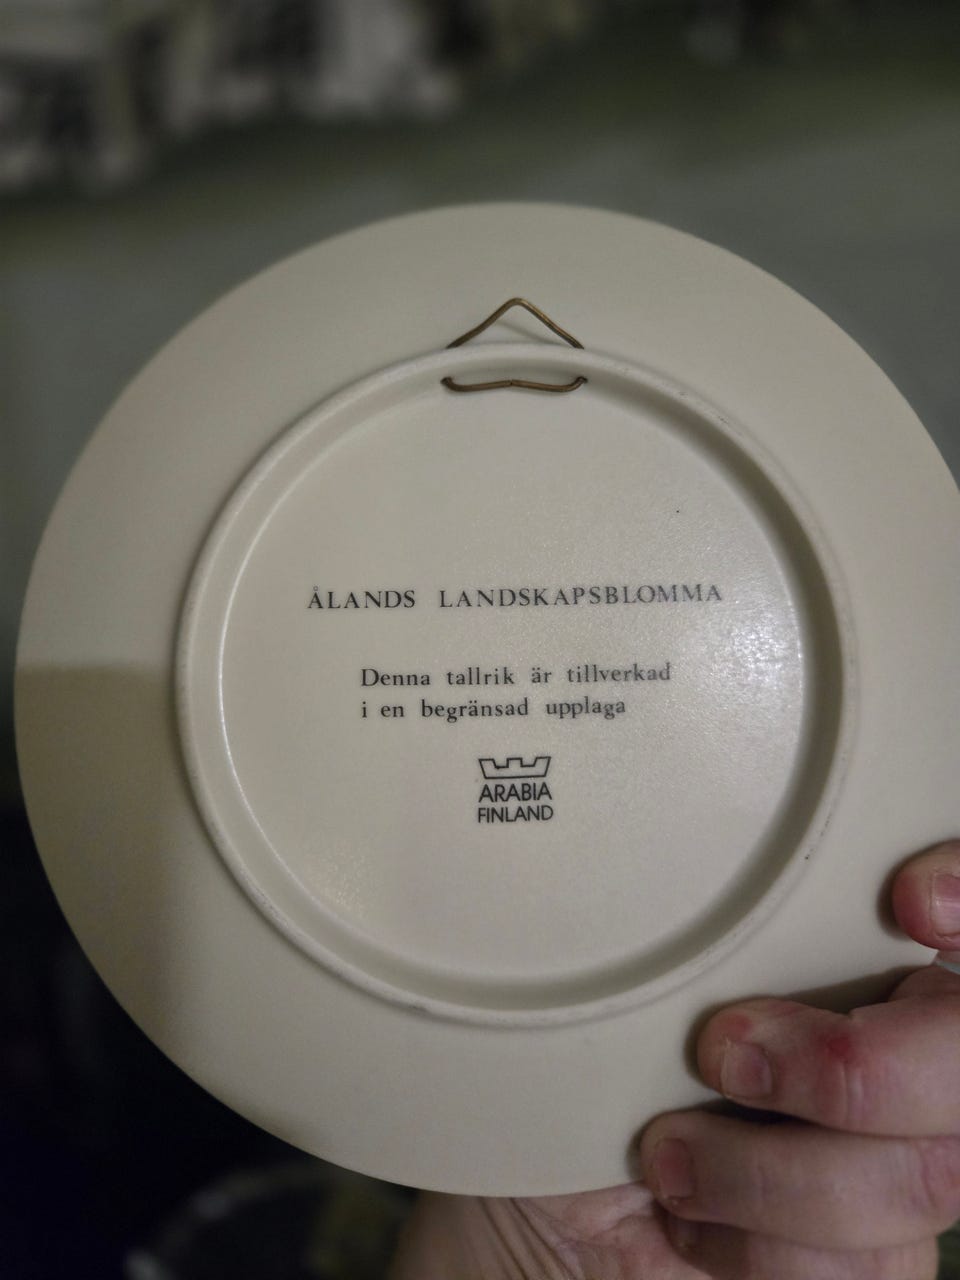 ÅLANDS LANDSKAPSBLOMMA
Denna tallrik är tillverkad
i en begränsad upplaga
ARABIA
FINLAND